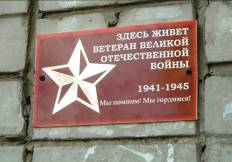 ЗДЕСЬ ЖИВЕТ
ВЕТЕРАН ВЕЛИКОЙ
ОТЕЧЕСТВЕННОЙ
ВОЙНЫ
1941-1945
Мы помним! Мы гордимся!